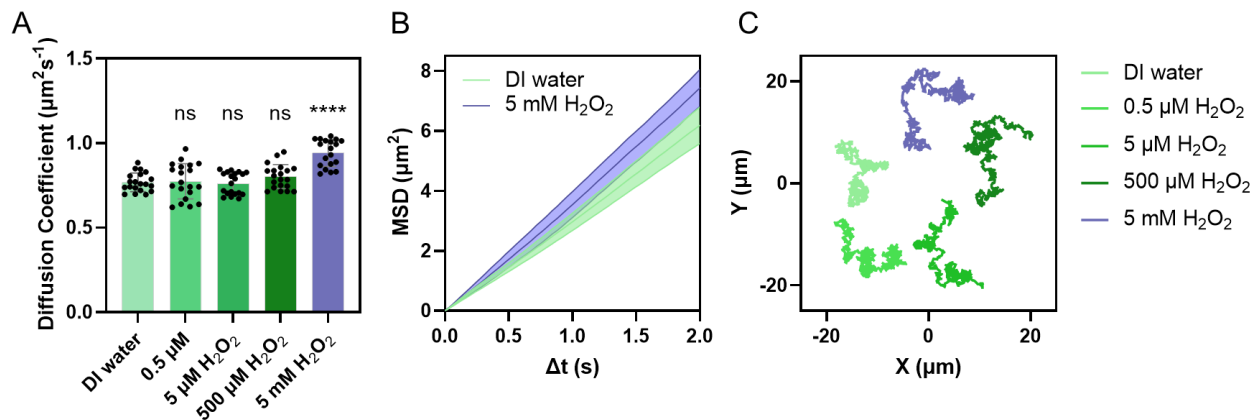 A
Diffusion Coefficient (µm²s⁻¹)
1.5
1.0
0.5
0.0
ns
ns
ns
****
DI water
0.5 µM
5 µM H₂O₂
500 µM H₂O₂
5 mM H₂O₂
B
MSD (µm²)
8
6
4
2
0
DI water
5 mM H₂O₂
0.0
0.5
1.0
1.5
2.0
Δt (s)
C
Y (µm)
20
0
-20
-20
0
20
X (µm)
DI water
0.5 µM H₂O₂
5 µM H₂O₂
500 µM H₂O₂
5 mM H₂O₂